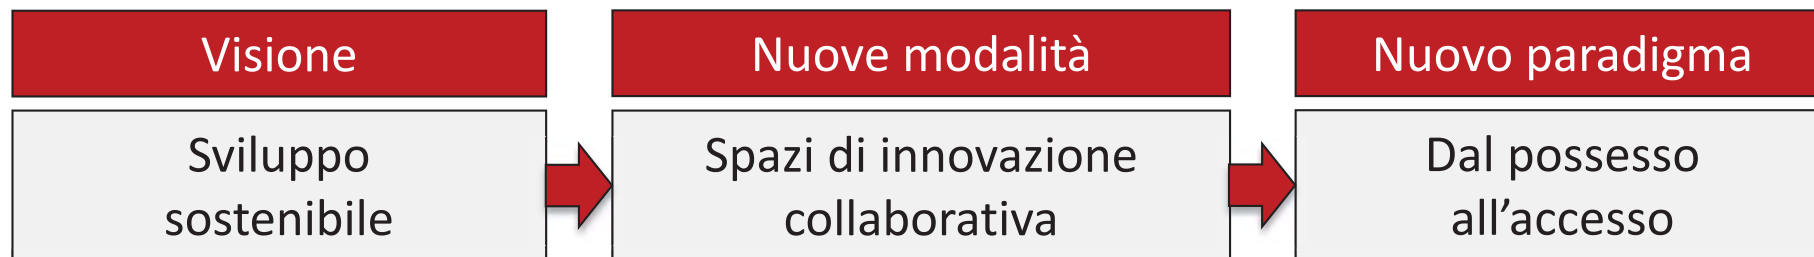 Visione
Nuove modalità
Nuovo paradigma
Sviluppo
sostenibile
Spazi di innovazione
collaborativa
Dal possesso
all’accesso